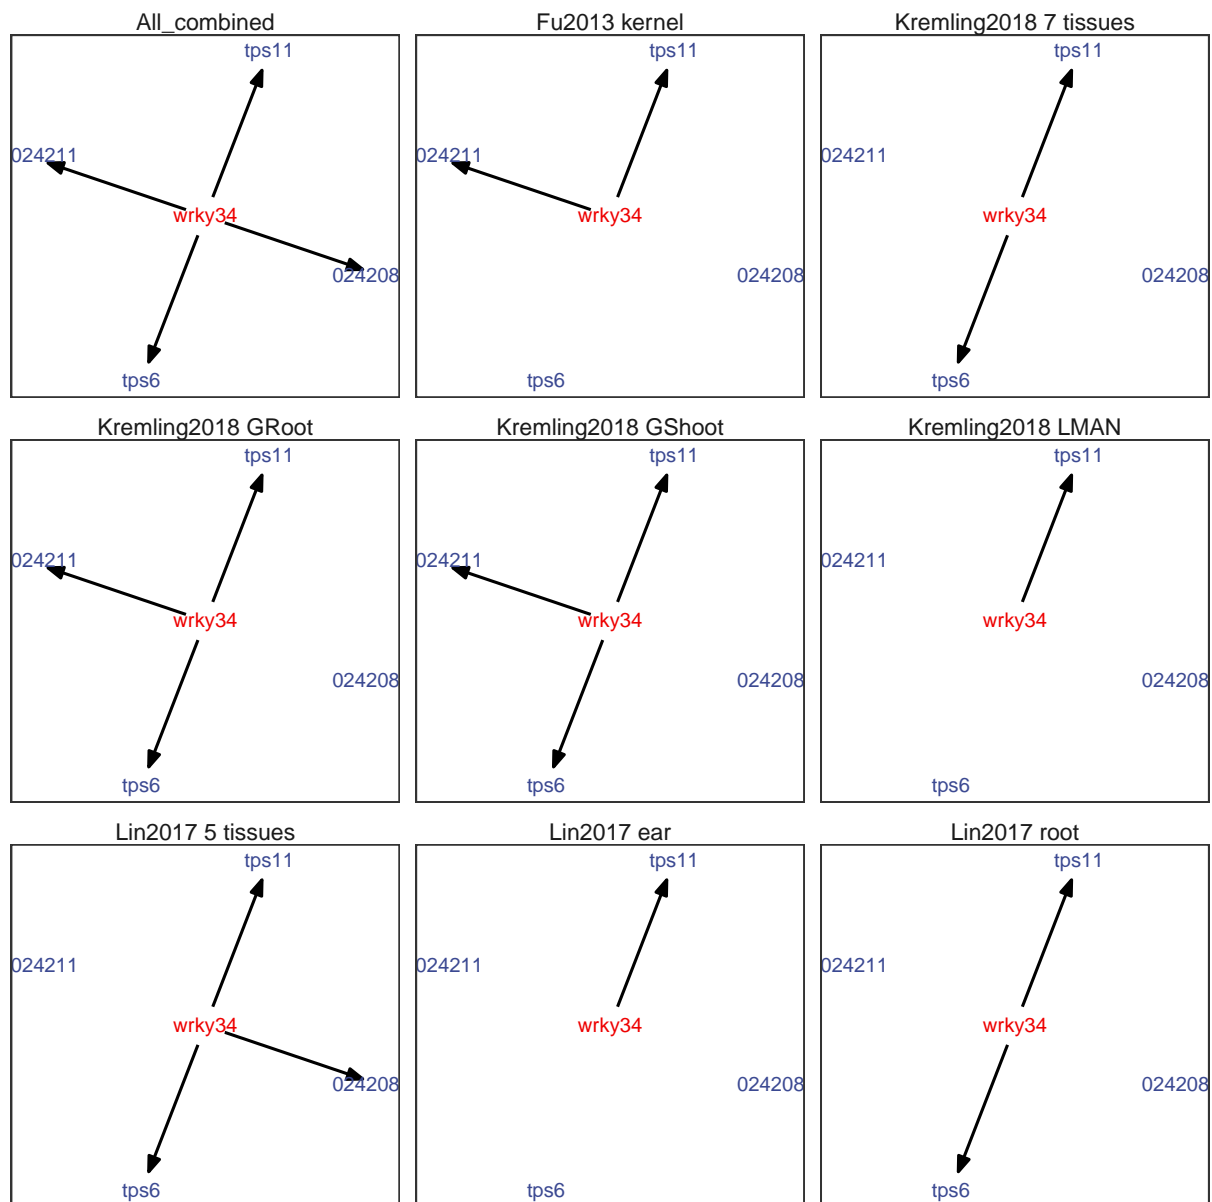 All_combined
tps11
024211
wrky34
024208
tps6
Fu2013 kernel
tps11
024211
wrky34
024208
tps6
Kremling2018 7 tissues
tps11
024211
wrky34
024208
tps6
Kremling2018 GRoot
tps11
024211
wrky34
024208
tps6
Kremling2018 GShoot
tps11
024211
wrky34
024208
tps6
Kremling2018 LMAN
tps11
024211
wrky34
024208
tps6
Lin2017 5 tissues
tps11
024211
wrky34
024208
tps6
Lin2017 ear
tps11
024211
wrky34
024208
tps6
Lin2017 root
tps11
024211
wrky34
024208
tps6